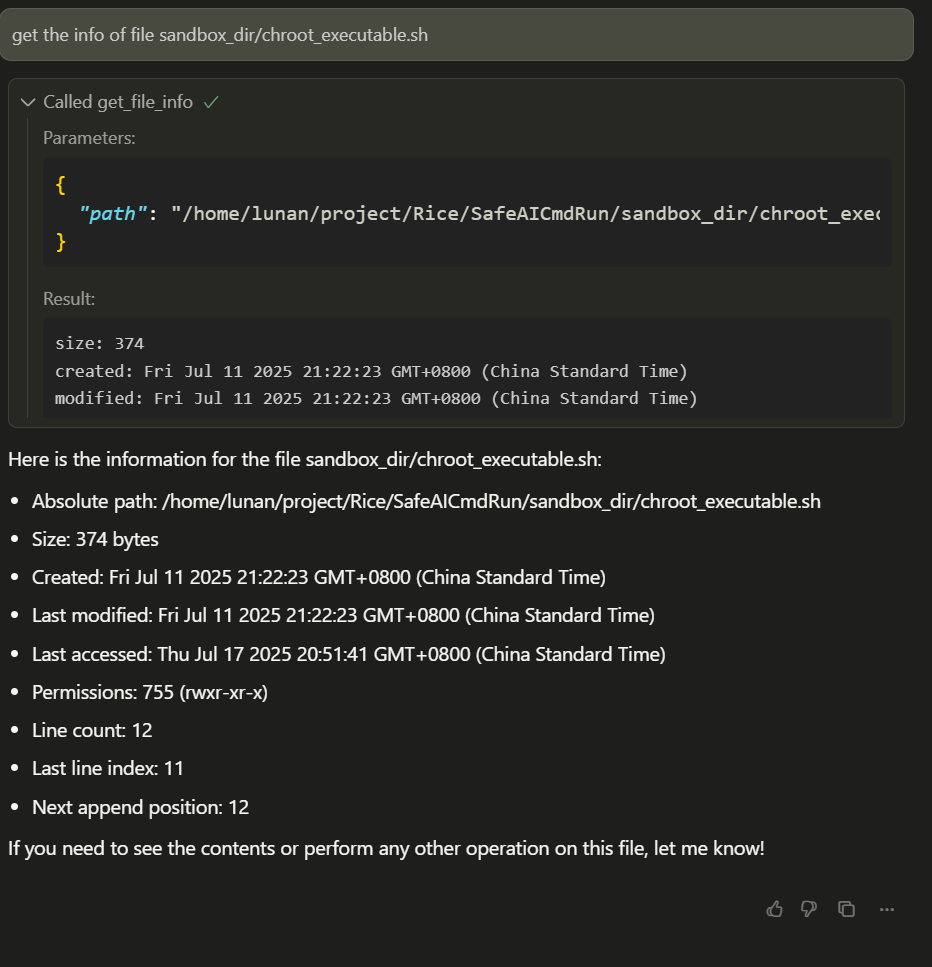 get the info of file sandbox_dir/chroot_executable.sh
Called get_file_info
Parameters:
{
"path": "/home/lunan/project/Rice/SafeAICmdRun/sandbox_dir/chroot_exec
}
Result:
size: 374
created: Fri Jul 11 2025 21:22:23 GMT+0800 (China Standard Time)
modified: Fri Jul 11 2025 21:22:23 GMT+0800 (China Standard Time)
Here is the information for the file sandbox_dir/chroot_executable.sh:
• Absolute path: /home/lunan/project/Rice/SafeAICmdRun/sandbox_dir/chroot_executable.sh
• Size: 374 bytes
• Created: Fri Jul 11 2025 21:22:23 GMT+0800 (China Standard Time)
• Last modified: Fri Jul 11 2025 21:22:23 GMT+0800 (China Standard Time)
• Last accessed: Thu Jul 17 2025 20:51:41 GMT+0800 (China Standard Time)
• Permissions: 755 (rwxr-xr-x)
• Line count: 12
• Last line index: 11
• Next append position: 12
If you need to see the contents or perform any other operation on this file, let me know!